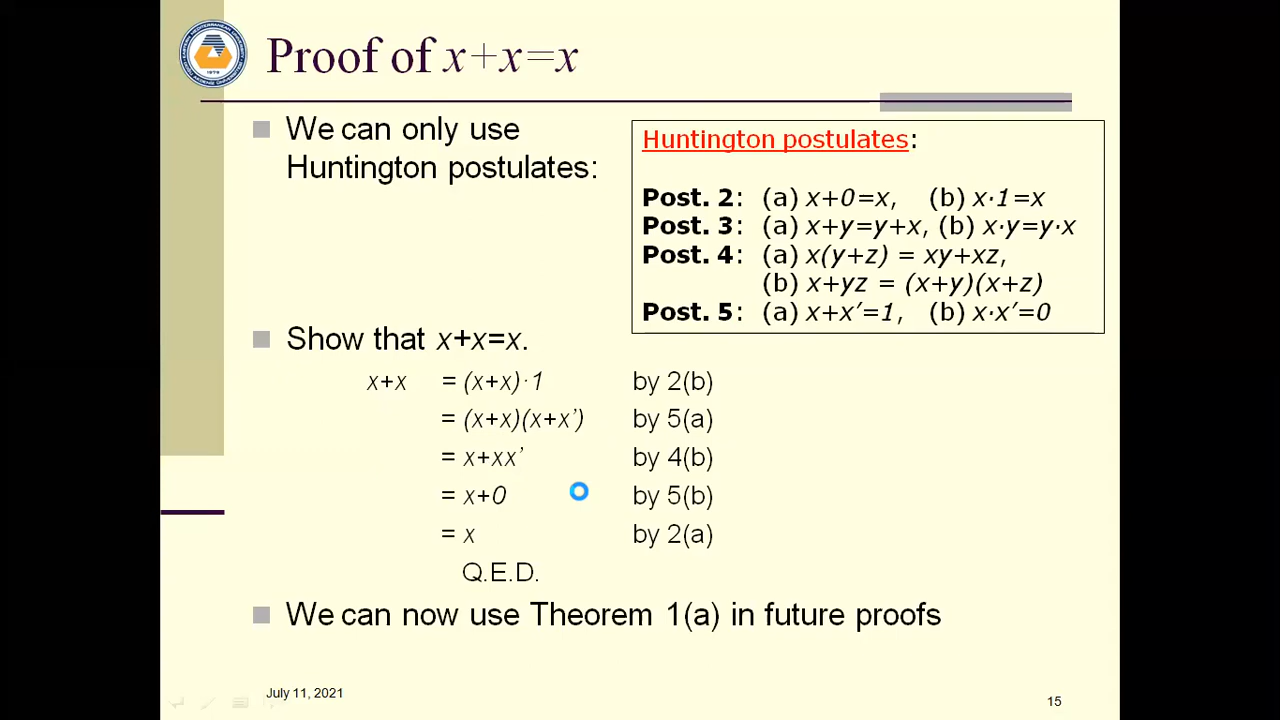 Proof of x+x=x
We can only use
Huntington postulates:
Huntington postulates:
Post. 2: (a) x+0=x, (b) x·1=x
Post. 3: (a) x+y=y+x, (b) x·y=y·x
Post. 4: (a) x(y+z) = xy+xz,
(b) x+yz = (x+y)(x+z)
Post. 5: (a) x+x′=1, (b) x·x′=0
Show that x+x=x.
x+x = (x+x)·1 by 2(b)
= (x+x)(x+x’) by 5(a)
= x+xx’ by 4(b)
= x+0 by 5(b)
= x by 2(a)
Q.E.D.
We can now use Theorem 1(a) in future proofs
July 11, 2021
15